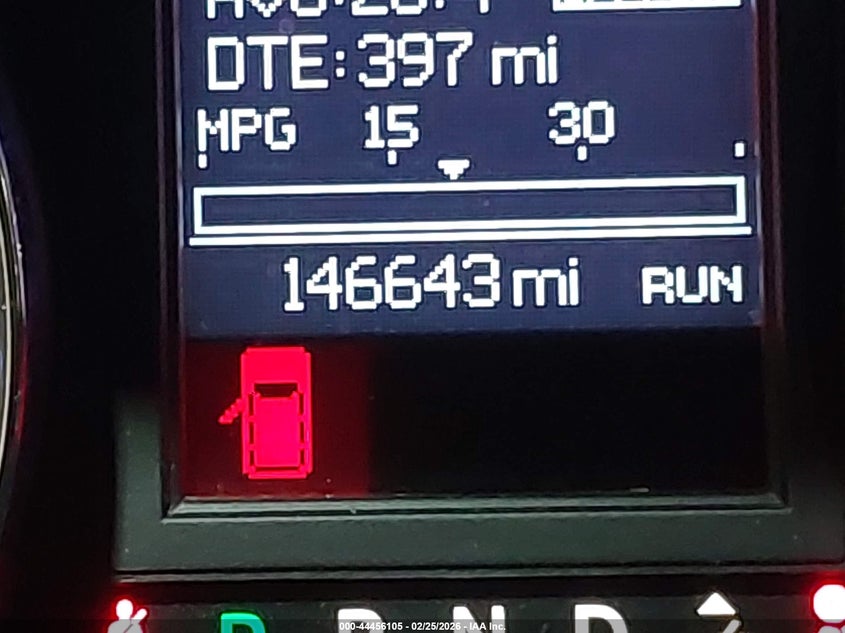 DTE:397 mi
MPG 15 30
146643 mi RUN
P R N D
000-44456105 - 02/25/2026 - IAA Inc.